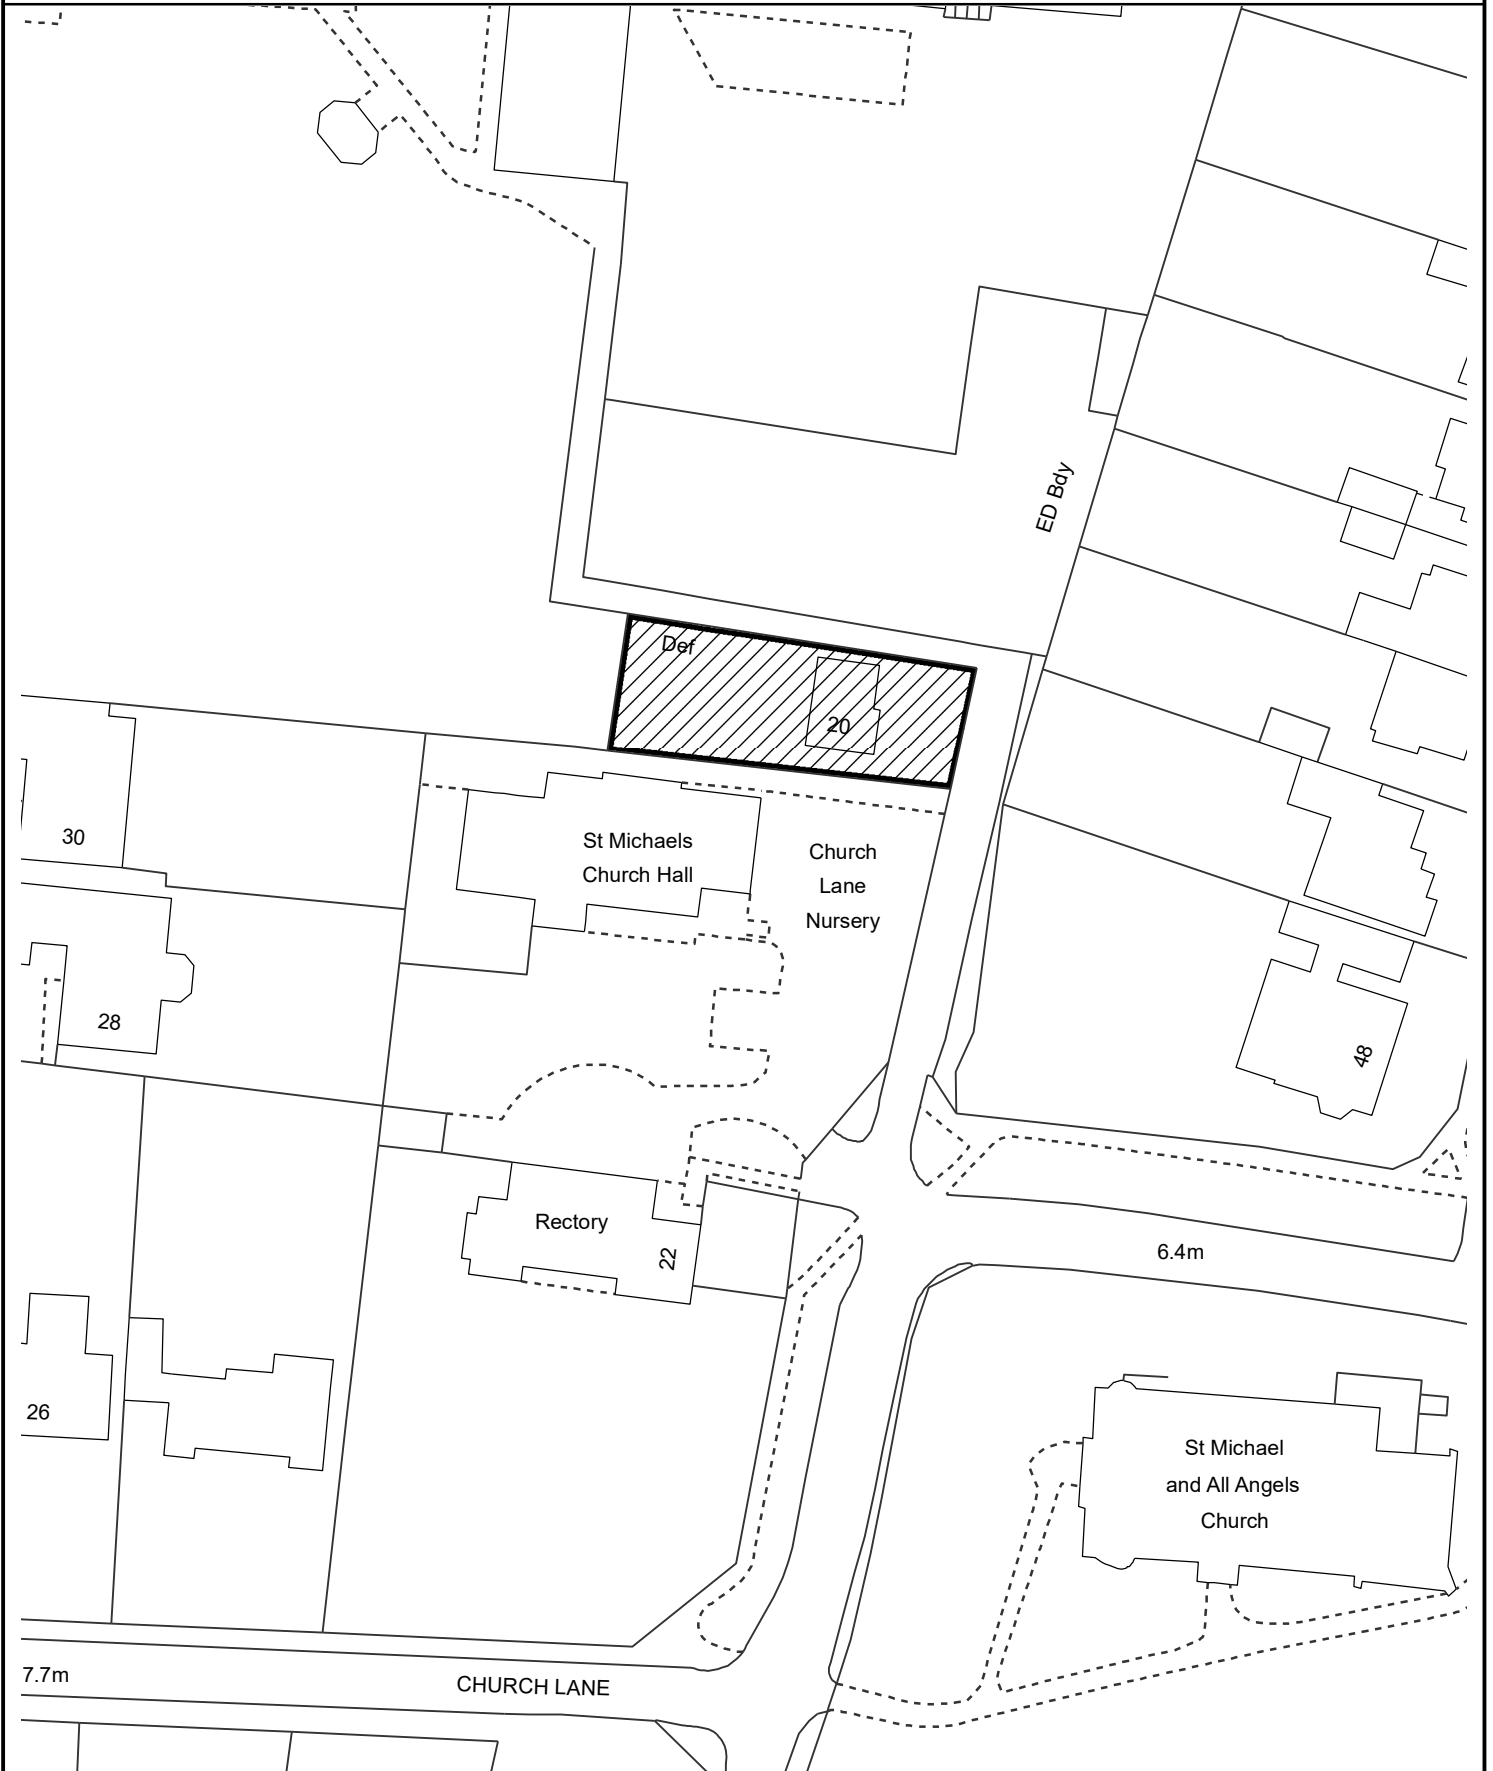 ED Bdy
Def
20
30
St Michaels
Church Hall
Church
Lane
Nursery
28
48
Rectory
22
6.4m
26
St Michael
and All Angels
Church
7.7m
CHURCH LANE